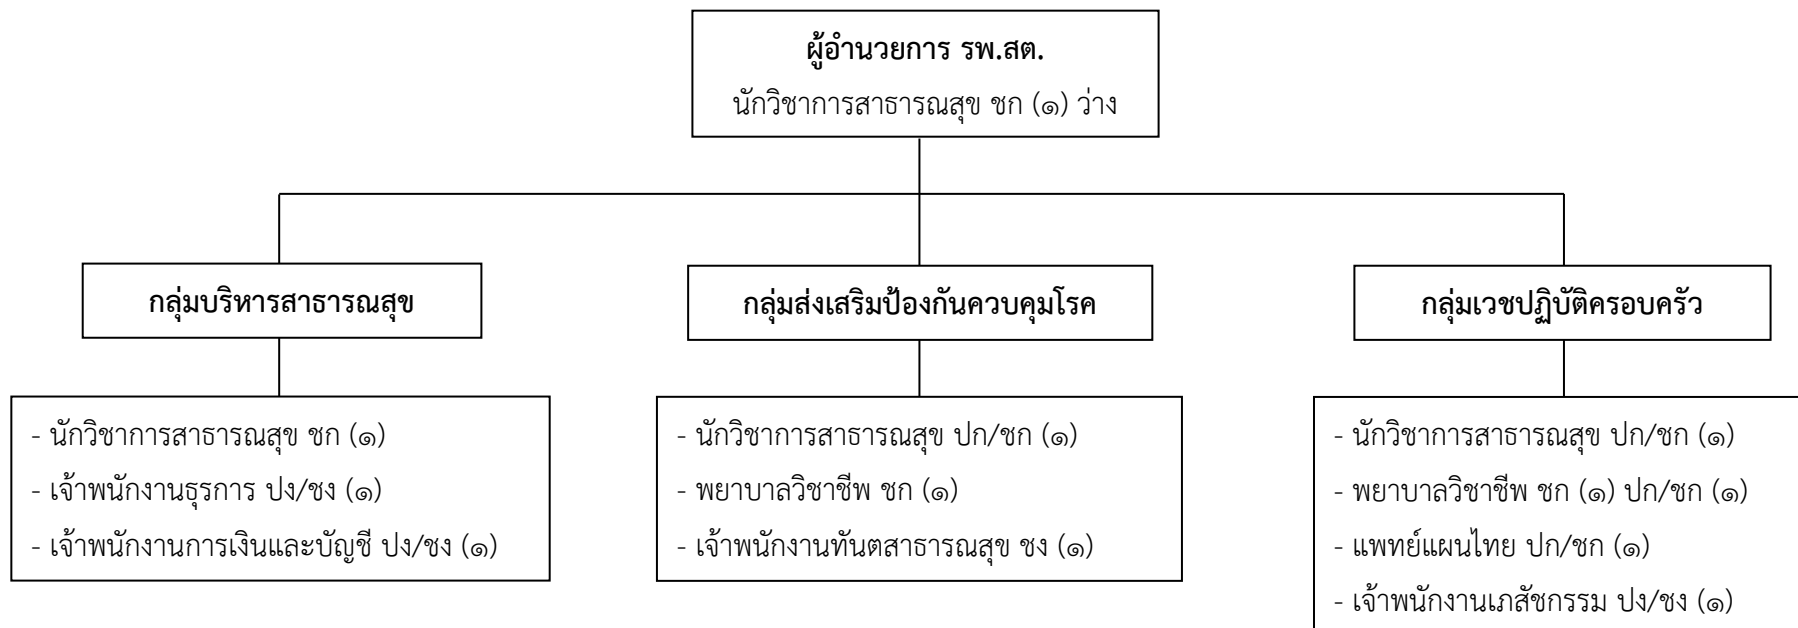 ผู้อำนวยการ รพ.สต.
นักวิชาการสาธารณสุข ชก (๑) ว่าง
กลุ่มบริหารสาธารณสุข
- นักวิชาการสาธารณสุข ชก (๑)
- เจ้าพนักงานธุรการ ปง/ชง (๑)
- เจ้าพนักงานการเงินและบัญชี ปง/ชง (๑)
กลุ่มส่งเสริมป้องกันควบคุมโรค
- นักวิชาการสาธารณสุข ปก/ชก (๑)
- พยาบาลวิชาชีพ ชก (๑)
- เจ้าพนักงานทันตสาธารณสุข ชง (๑)
กลุ่มเวชปฏิบัติครอบครัว
- นักวิชาการสาธารณสุข ปก/ชก (๑)
- พยาบาลวิชาชีพ ชก (๑) ปก/ชก (๑)
- แพทย์แผนไทย ปก/ชก (๑)
- เจ้าพนักงานเภสัชกรรม ปง/ชง (๑)